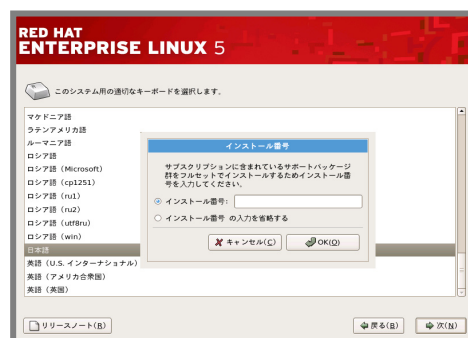 RED HAT
ENTERPRISE LINUX 5
このシステム用の適切なキーボードを選択します。
マケドニア語
ラテンアメリカ語
ルーマニア語
ロシア語
ロシア語 (Microsoft)
ロシア語 (cp1251)
ロシア語 (ru1)
ロシア語 (ru2)
ロシア語 (utf8ru)
ロシア語 (win)
日本語
英語 (U.S. インターナショナル)
英語 (アメリカ合衆国)
英語 (英国)
インストール番号
サブスクリプションに含まれているサポートパッケージ
群をフルセットでインストールするためインストール番
号を入力してください。
インストール番号:
インストール番号 の入力を省略する
キャンセル(C)
OK(O)
リリースノート(R)
戻る(B)
次(N)